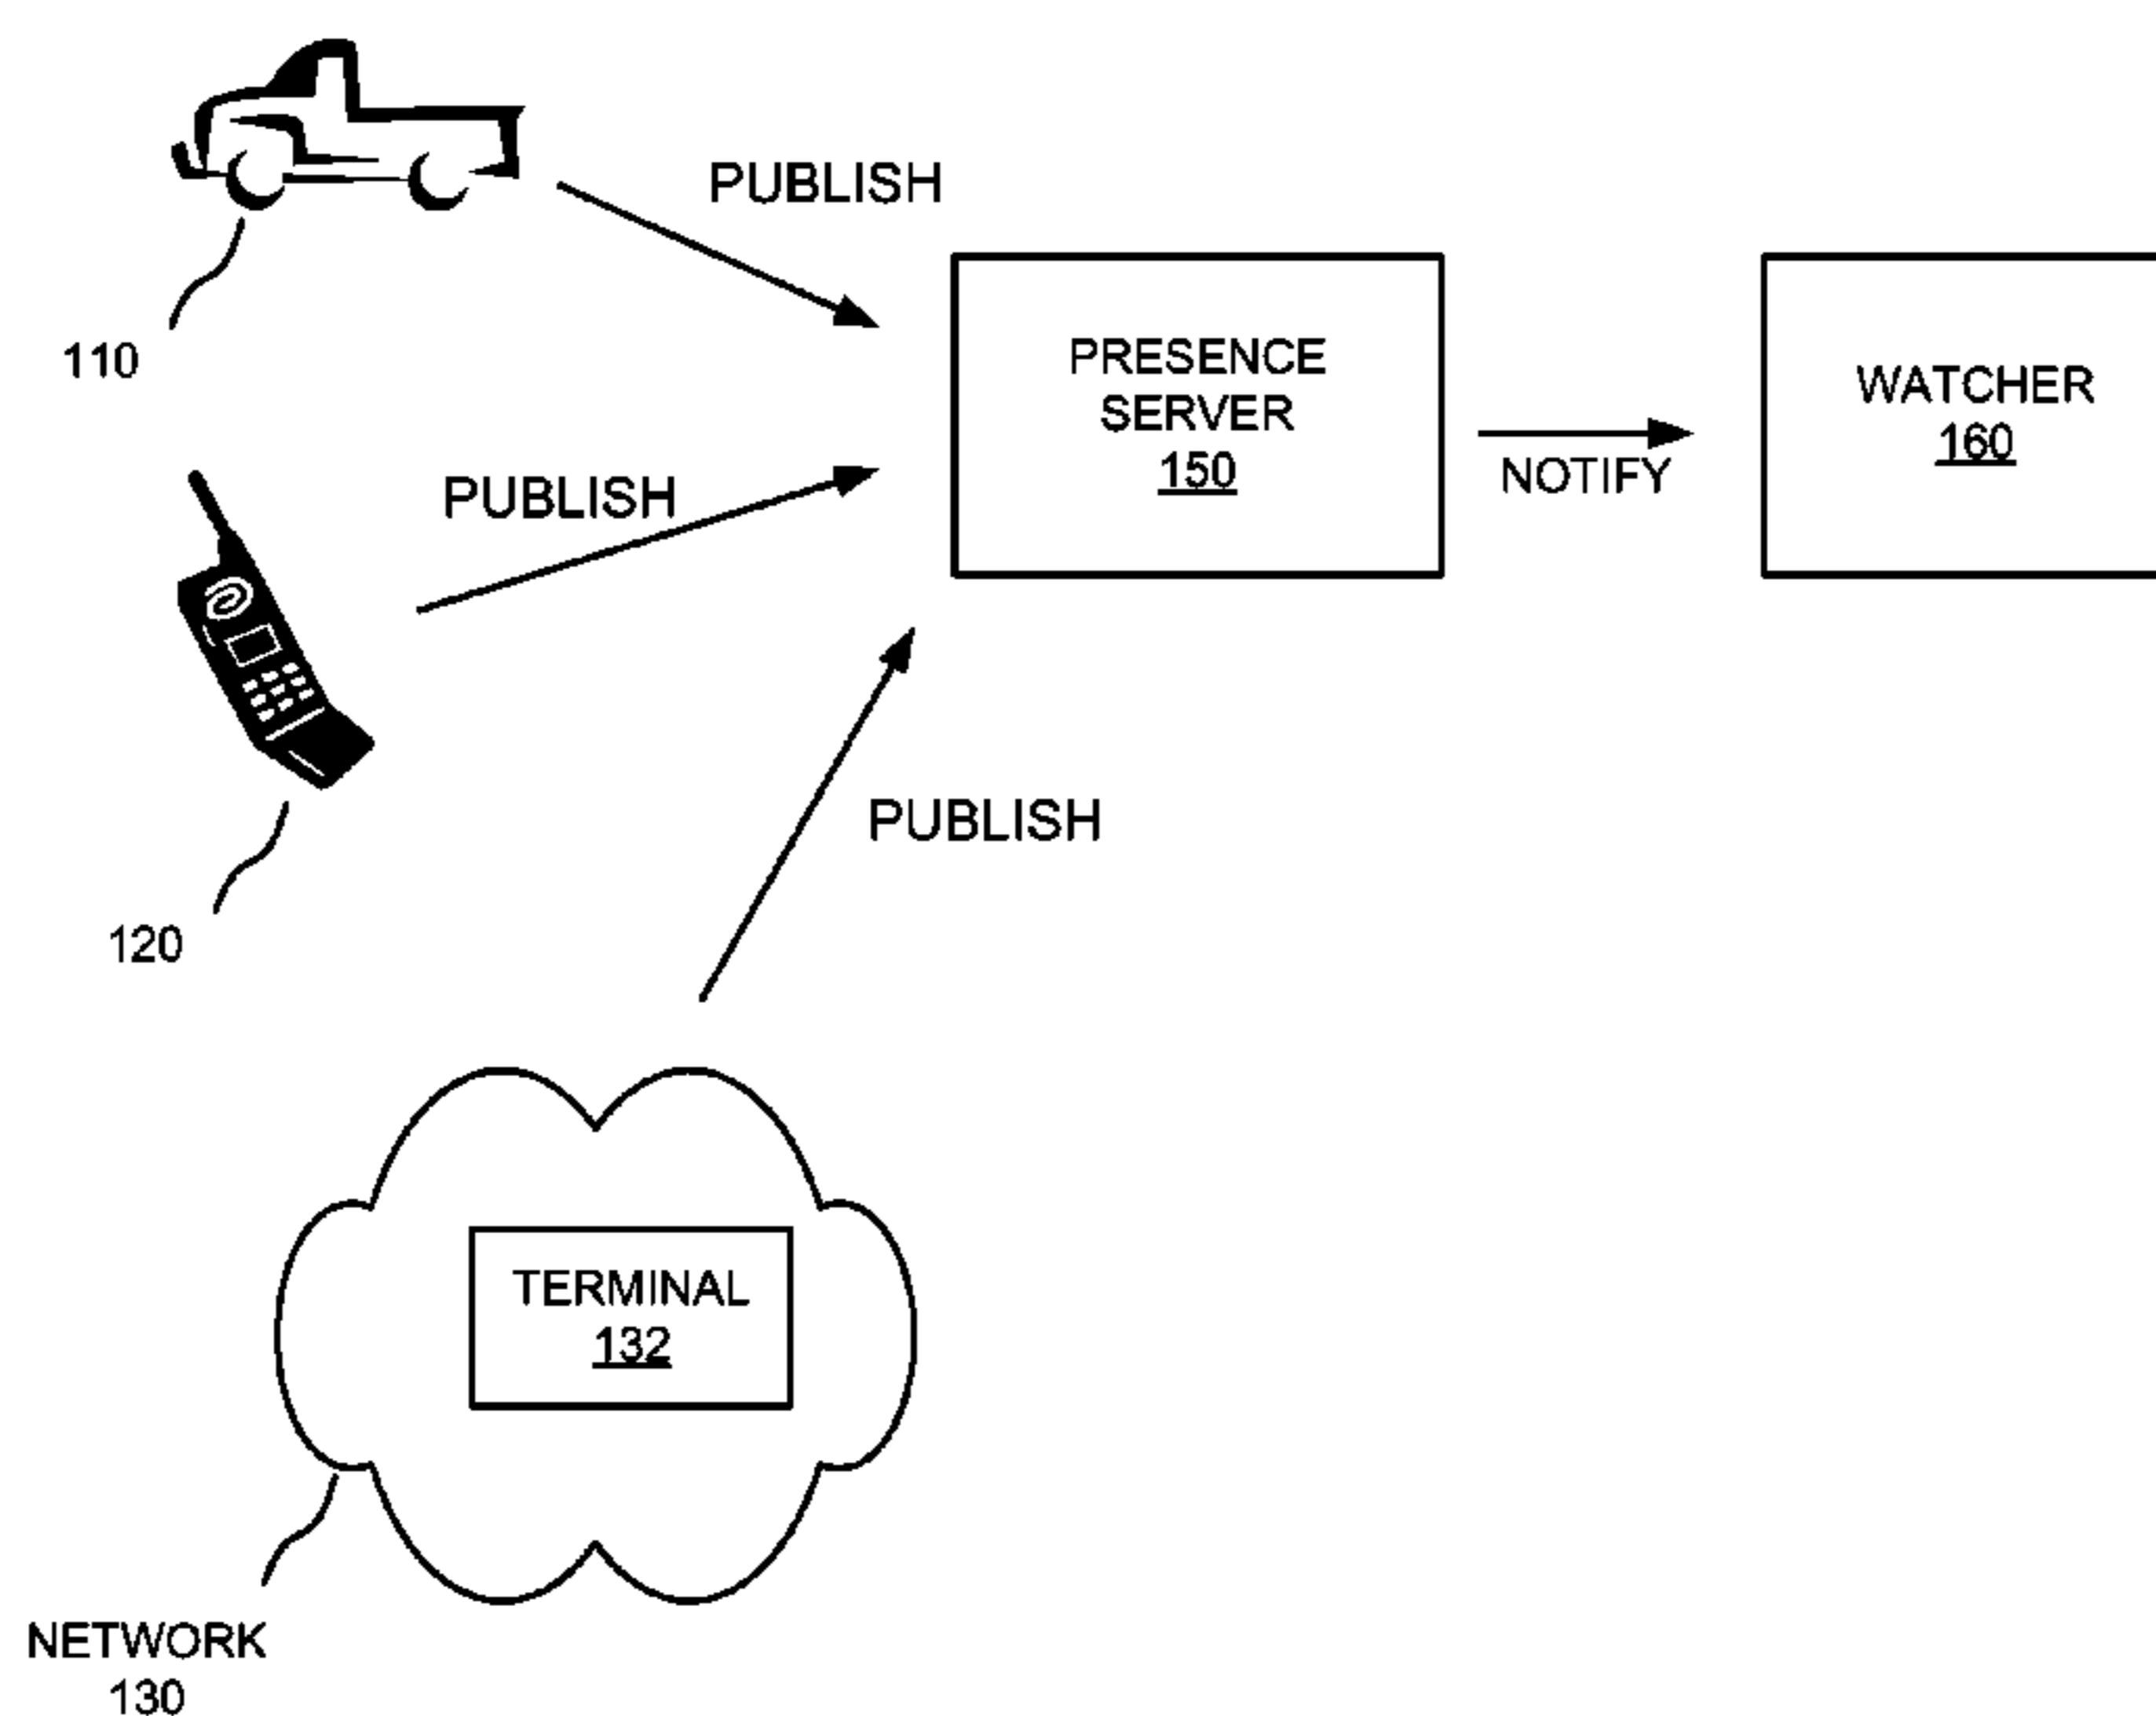 PUBLISH
110
PRESENCE
SERVER
150
WATCHER
160
NOTIFY
PUBLISH
120
PUBLISH
TERMINAL
132
NETWORK
130